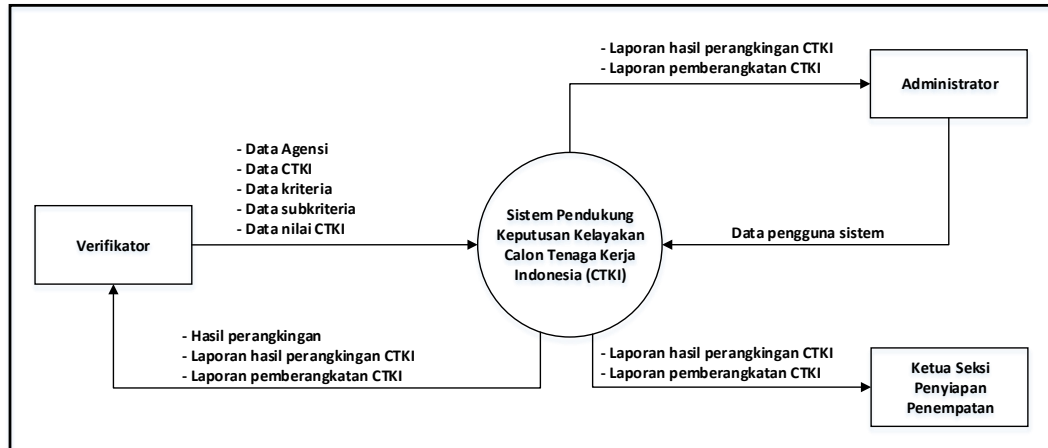 - Laporan hasil perangkingan CTKI
- Laporan pemberangkatan CTKI
Administrator
- Data Agensi
- Data CTKI
- Data kriteria
- Data subkriteria
- Data nilai CTKI
Verifikator
Sistem Pendukung
Keputusan Kelayakan
Calon Tenaga Kerja
Indonesia (CTKI)
Data pengguna sistem
- Hasil perangkingan
- Laporan hasil perangkingan CTKI
- Laporan pemberangkatan CTKI
- Laporan hasil perangkingan CTKI
- Laporan pemberangkatan CTKI
Ketua Seksi
Penyiapan
Penempatan